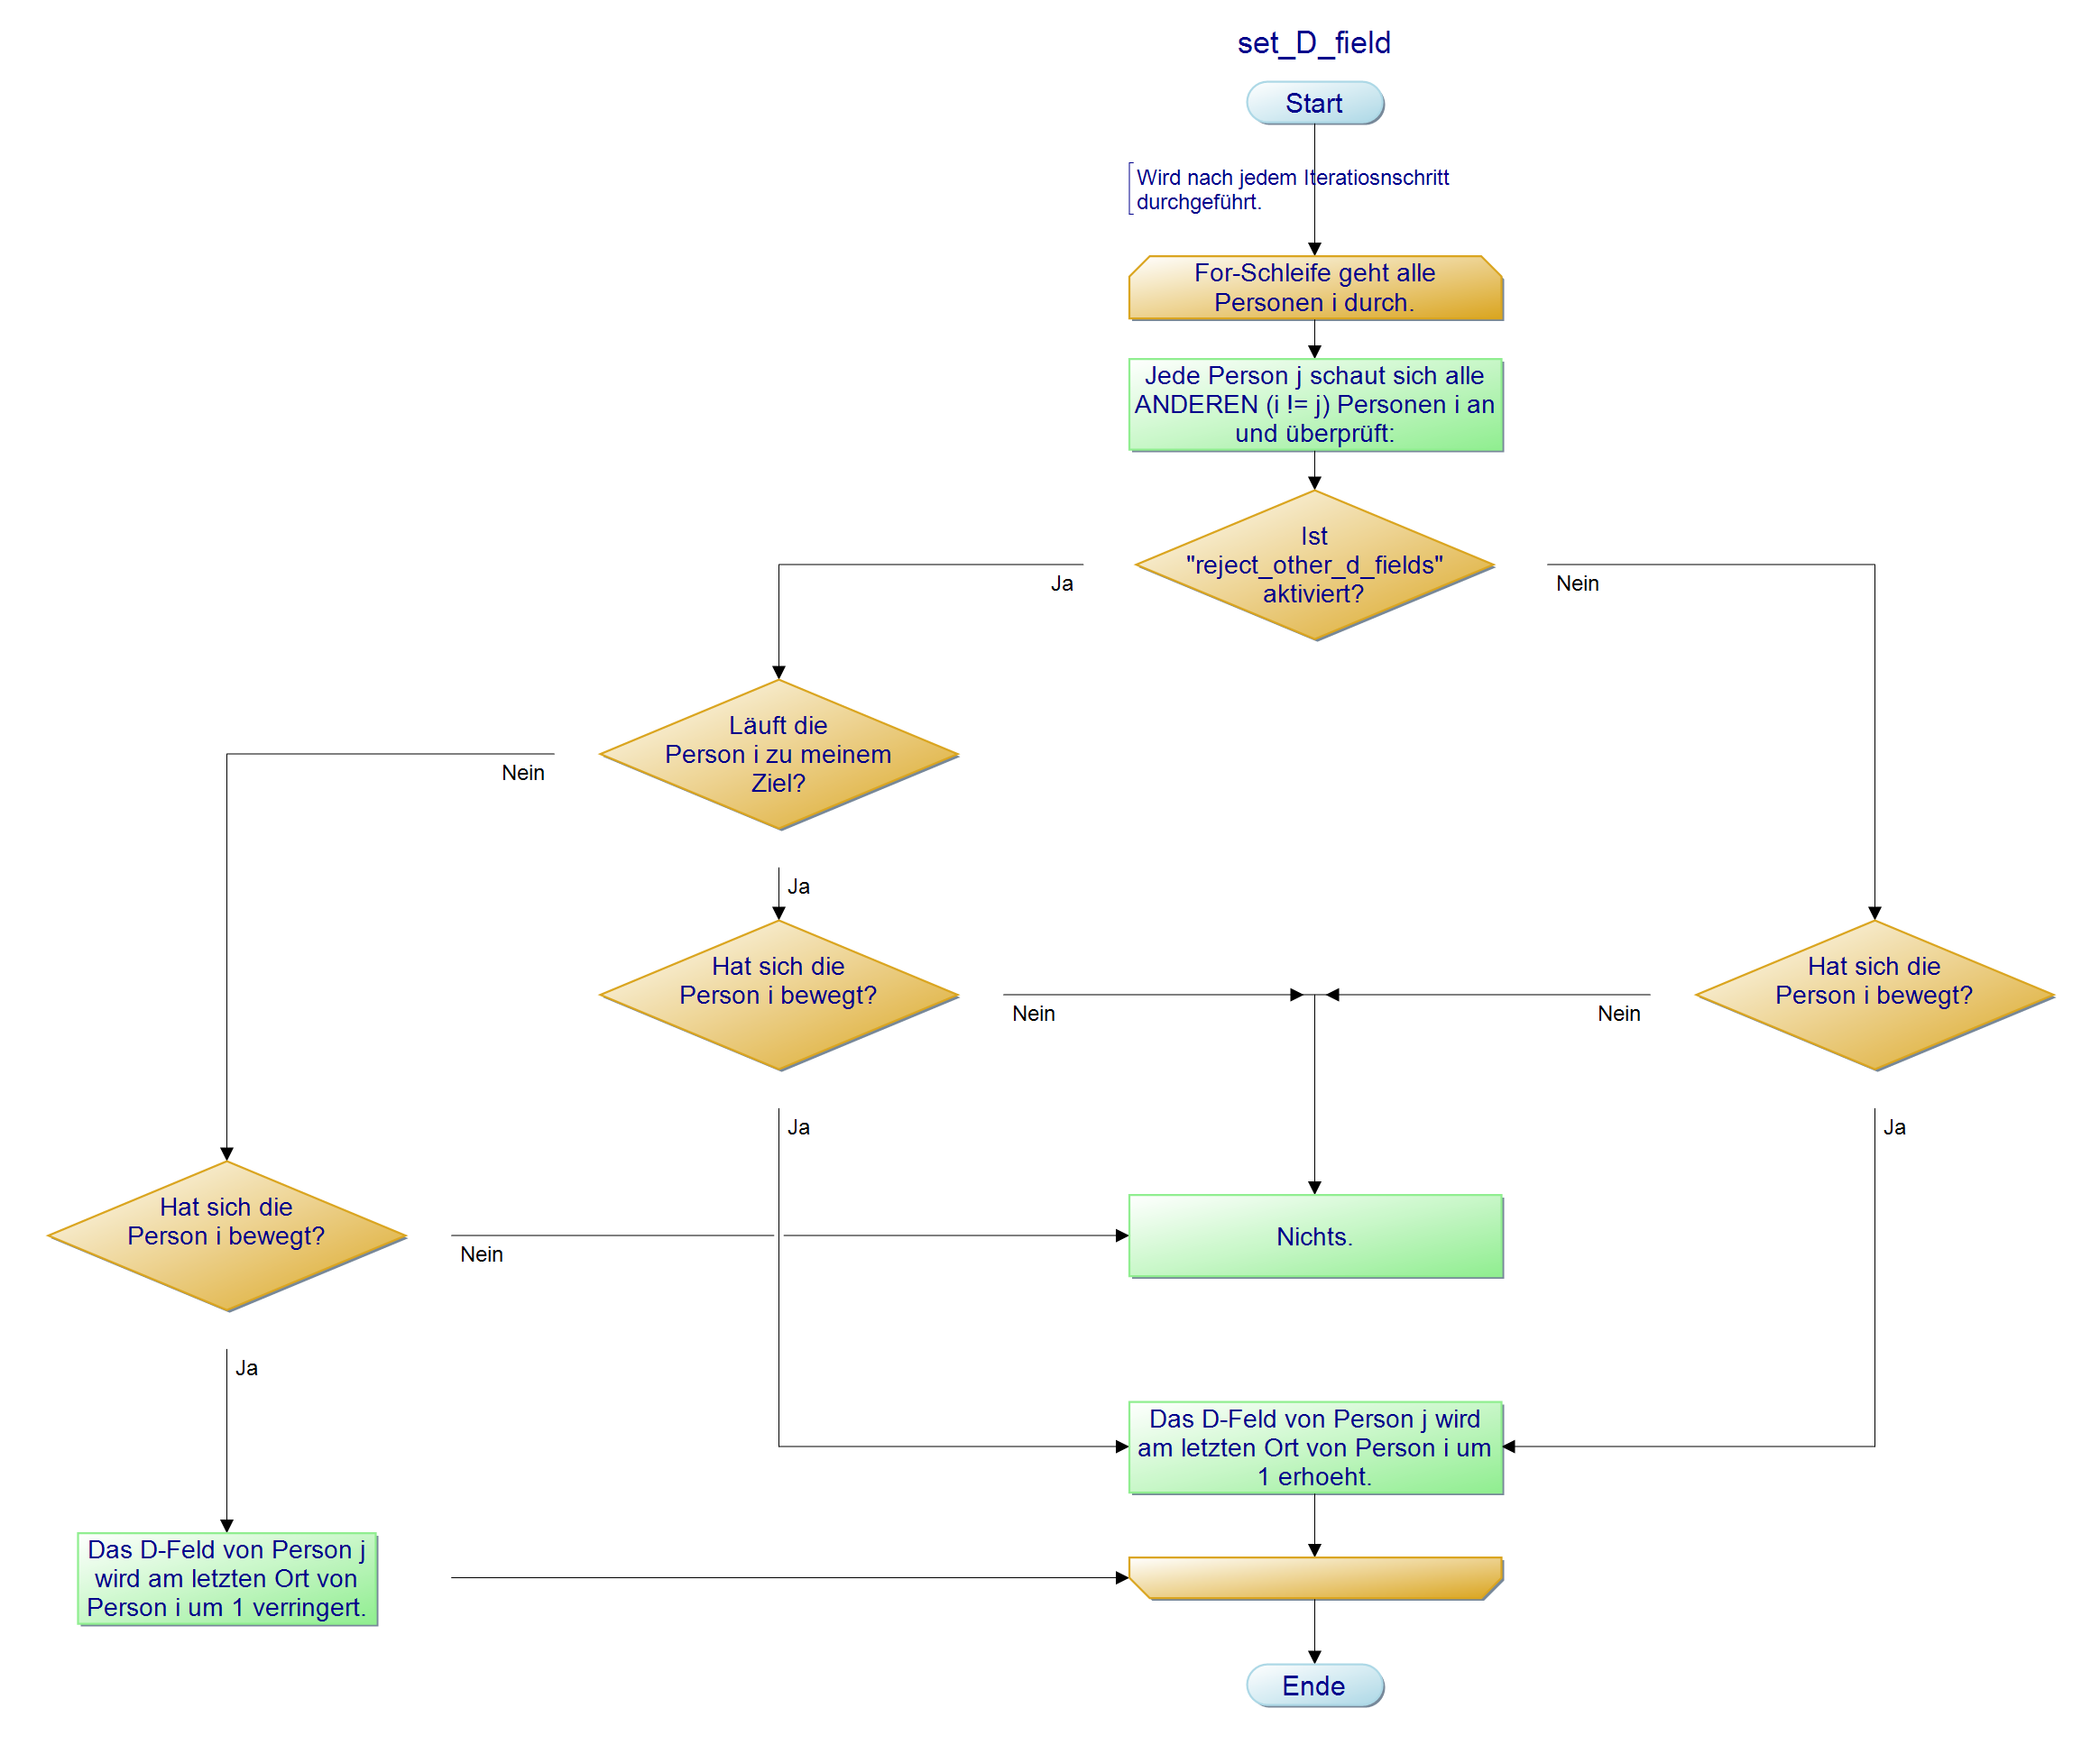 set_D_field
Start
Wird nach jedem Iteratiosnschritt
durchgeführt.
For-Schleife geht alle
Personen i durch.
Jede Person j schaut sich alle
ANDEREN (i != j) Personen i an
und überprüft:
Ist
"reject_other_d_fields"
aktiviert?
Ja
Nein
Läuft die
Person i zu meinem
Ziel?
Nein
Ja
Hat sich die
Person i bewegt?
Nein
Nein
Hat sich die
Person i bewegt?
Ja
Ja
Hat sich die
Person i bewegt?
Nein
Nichts.
Ja
Das D-Feld von Person j wird
am letzten Ort von Person i um
1 erhoeht.
Das D-Feld von Person j
wird am letzten Ort von
Person i um 1 verringert.
Ende